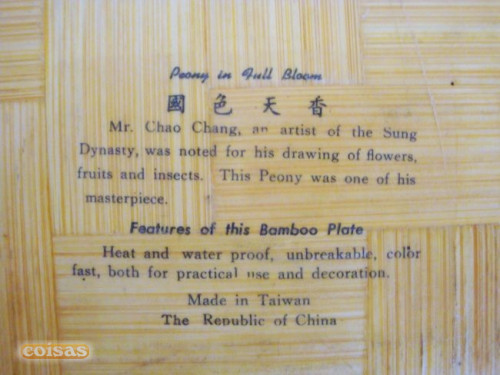 Peony in Full Bloom
國色天香
Mr. Chao Chang, an artist of the Sung
Dynasty, was noted for his drawing of flowers,
fruits and insects. This Peony was one of his
masterpiece.
Features of this Bamboo Plate
Heat and water proof, unbreakable, color
fast, both for practical use and decoration.
Made in Taiwan
The Republic of China
coisas